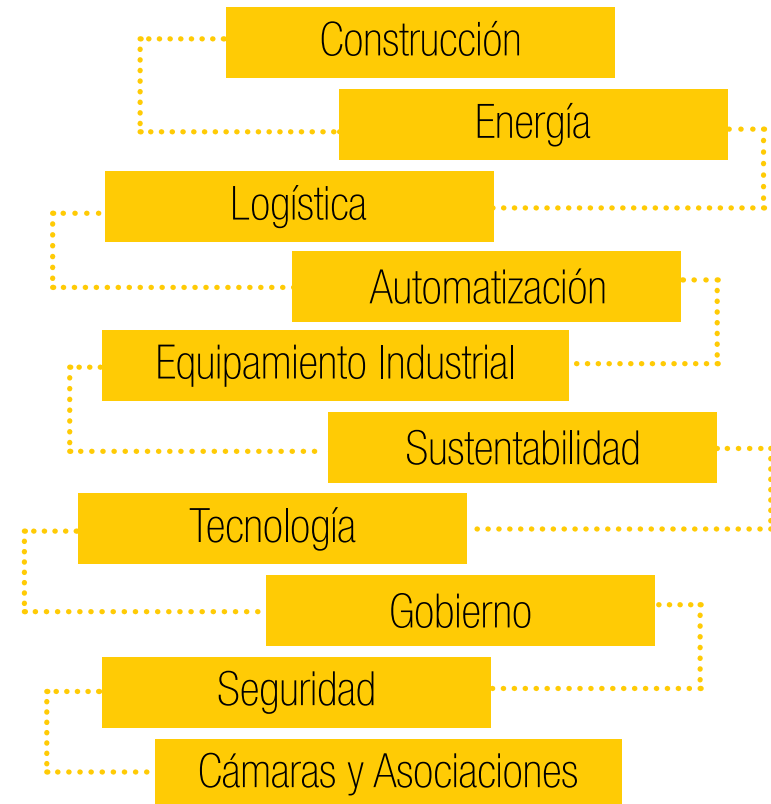 Construcción
Energía
Logística
Automatización
Equipamiento Industrial
Sustentabilidad
Tecnología
Gobierno
Seguridad
Cámaras y Asociaciones